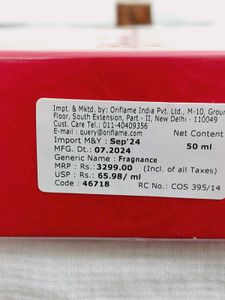 Impt. & Mktd. by: Oriflame India Pvt. Ltd., M-10, Ground
Floor, South Extension, Part - II, New Delhi - 110049
Cust. Care Tel.: 011-40409356
E-mail : query@oriflame.com Net Content
Import M&Y : Sep'24 50 ml
MFG. Dt.: 07.2024
Generic Name : Fragnance
MRP : Rs.: 3299.00 (Incl. of all Taxes)
USP : Rs.: 65.98/ ml
Code : 46718 RC No.: COS 395/14